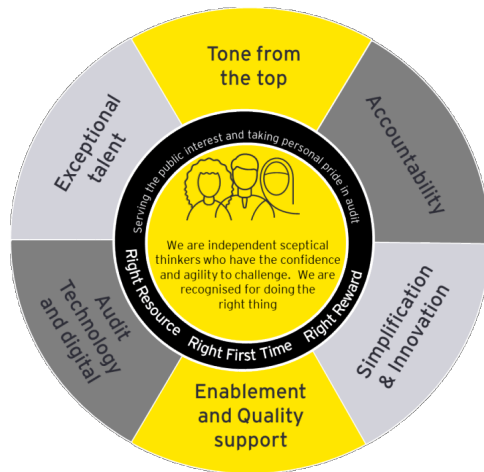 Tone from
the top
Accountability
Simplification
& Innovation
Enablement
and Quality
support
Audit
Technology
and digital
Exceptional
talent
Serving the public interest and taking personal pride in audit
We are independent sceptical
thinkers who have the confidence
and agility to challenge. We are
recognised for doing the
right thing
Right Resource Right First Time Right Reward